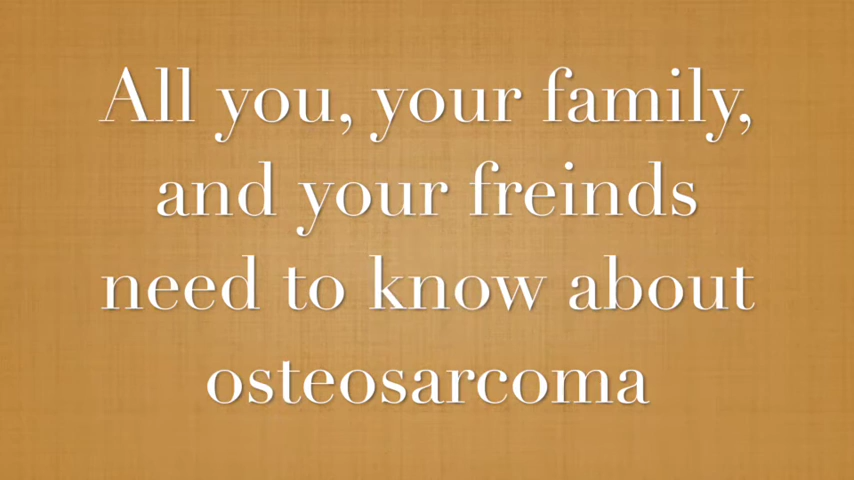 All you, your family,
and your freinds
need to know about
osteosarcoma